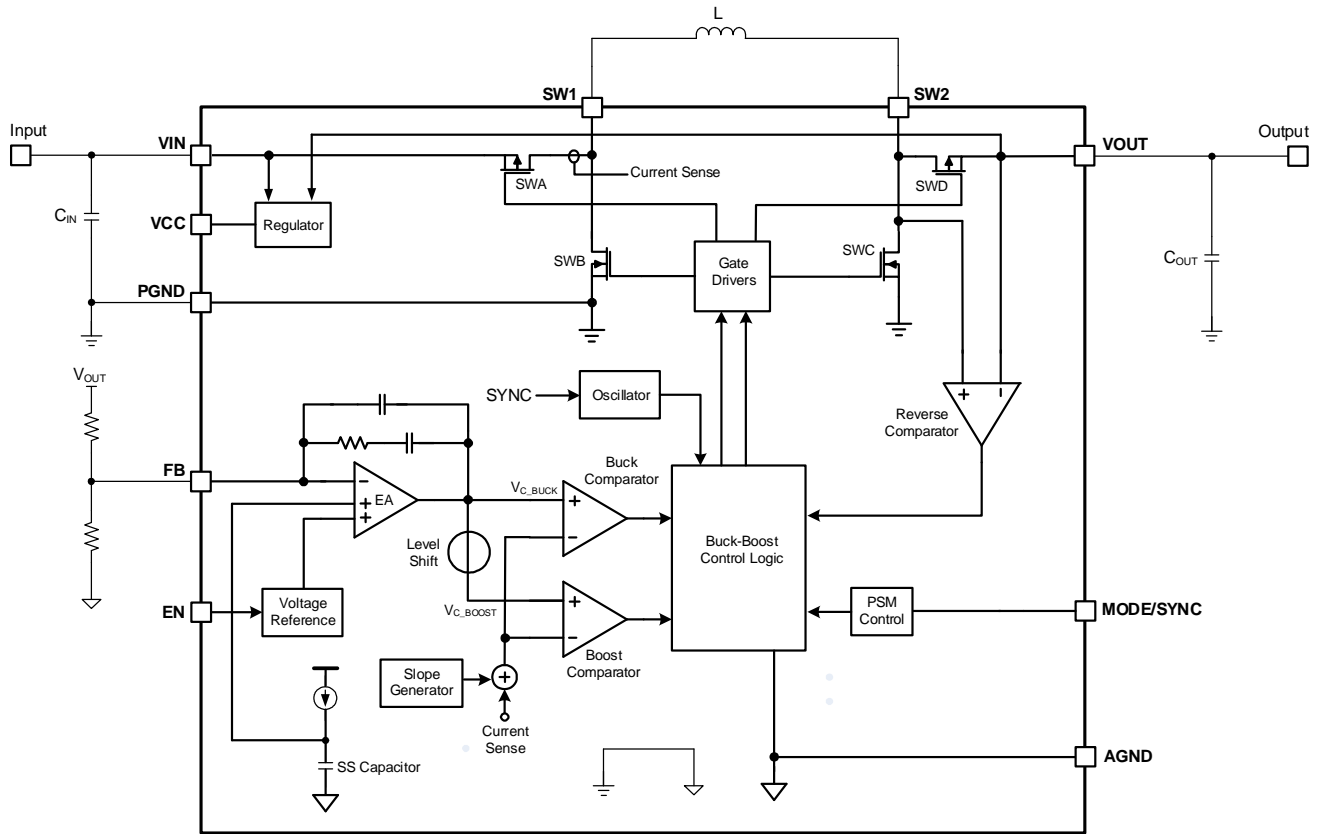 L
SW1
SW2
Input
VIN
VOUT
Output
SWA
Current Sense
SWD
CIN
VCC
Regulator
SWB
Gate
Drivers
SWC
COUT
PGND
VOUT
SYNC
Oscillator
+
−
Reverse
Comparator
FB
−
EA
+
+
Buck
Comparator
VC_BUCK
+
−
Level
Shift
Buck-Boost
Control Logic
EN
Voltage
Reference
VC_BOOST
+
−
Boost
Comparator
PSM
Control
MODE/SYNC
Slope
Generator
+
Current
Sense
SS Capacitor
AGND